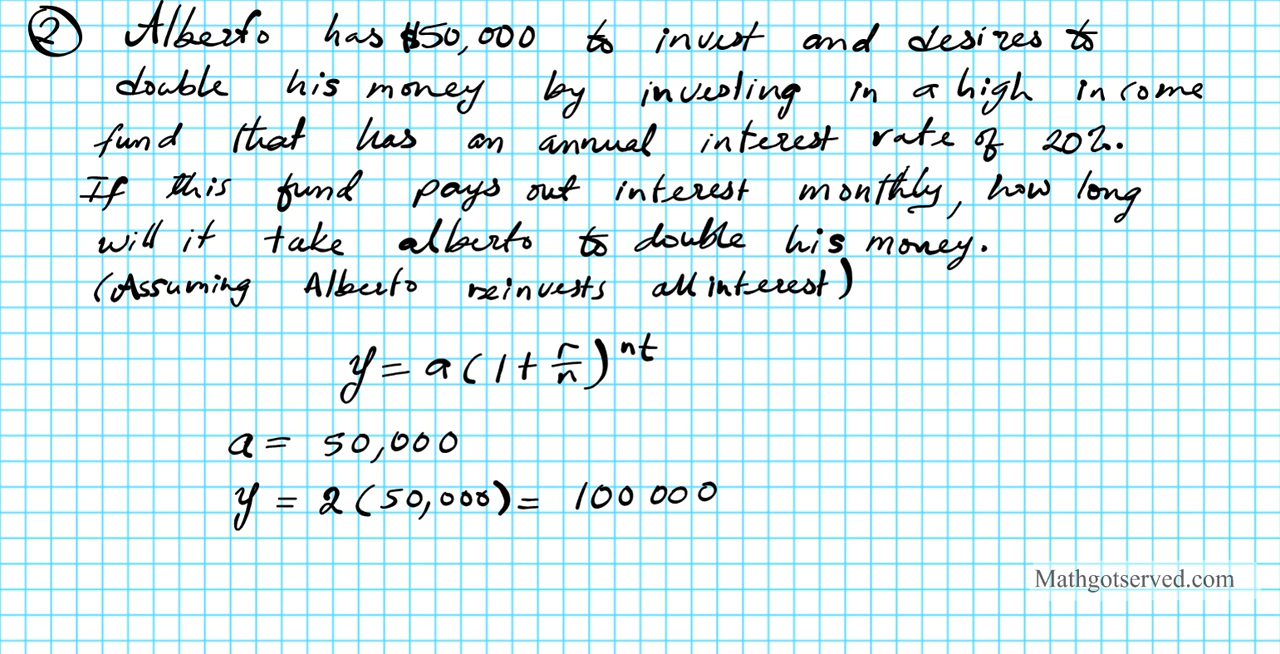 ② Alberto has $50,000 to invest and desires to
double his money by investing in a high income
fund that has an annual interest rate of 20%.
If this fund pays out interest monthly, how long
will it take alberto to double his money.
(Assuming Alberto reinvests all interest)
y = a(1 + r/n)^nt
a = 50,000
y = 2(50,000) = 100 000
Mathgotserved.com